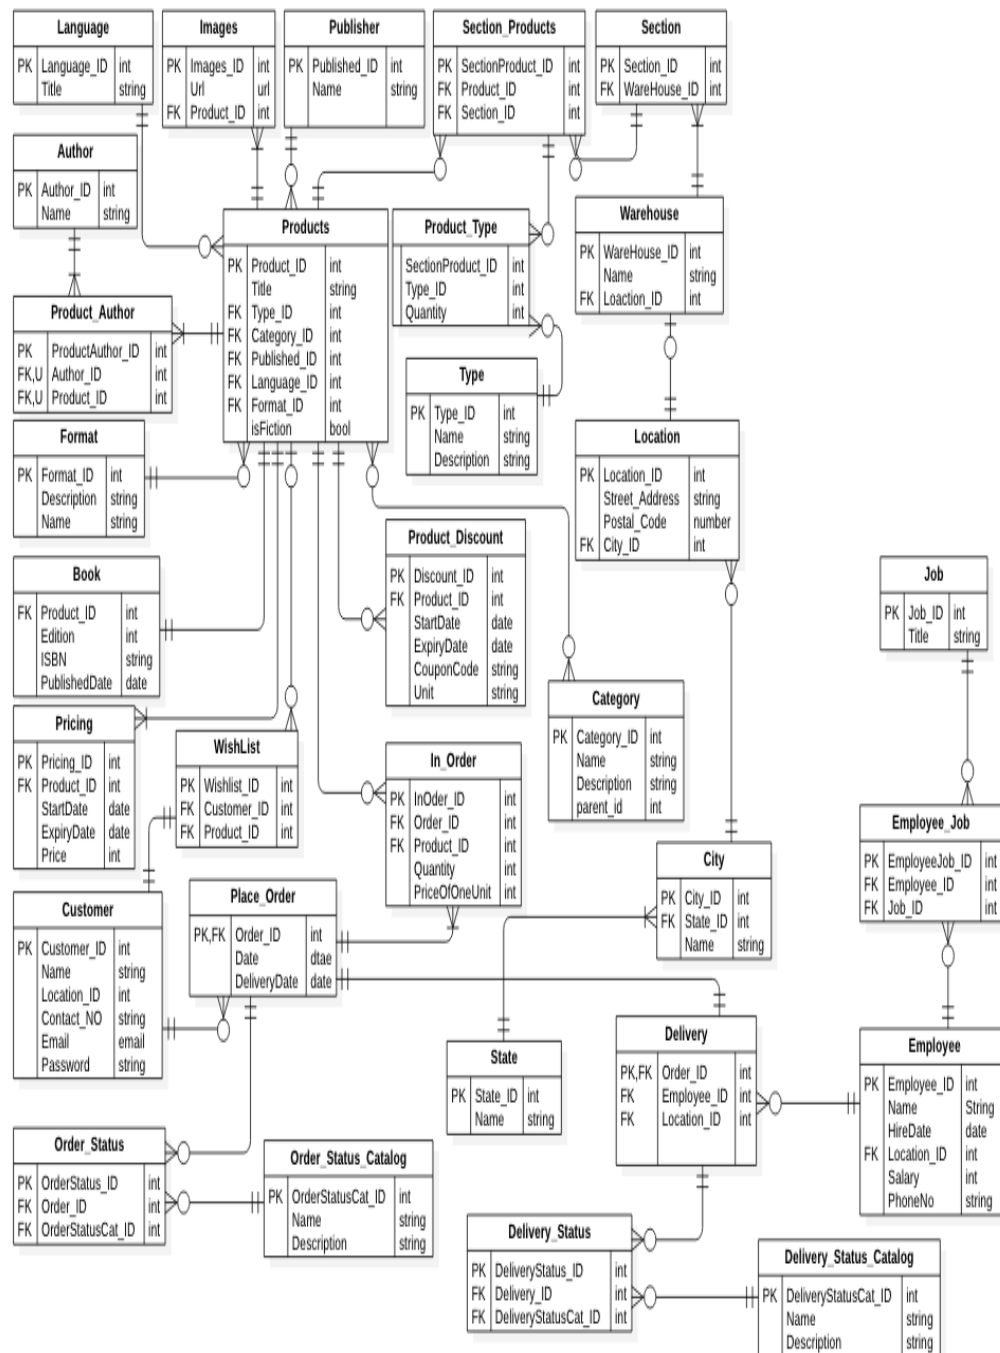 Language
PK Language_ID int
Title string
Images
PK Images_ID int
Url url
FK Product_ID int
Publisher
PK Published_ID int
Name string
Section_Products
PK SectionProduct_ID int
FK Product_ID int
FK Section_ID int
Section
PK Section_ID int
FK WareHouse_ID int
Author
PK Author_ID int
Name string
Products
PK Product_ID int
Title string
FK Type_ID int
FK Category_ID int
FK Published_ID int
FK Language_ID int
FK Format_ID int
isFiction bool
Product_Type
SectionProduct_ID int
Type_ID int
Quantity int
Warehouse
PK WareHouse_ID int
Name string
FK Loaction_ID int
Product_Author
PK ProductAuthor_ID int
FK,U Author_ID int
FK,U Product_ID int
Type
PK Type_ID int
Name string
Description string
Format
PK Format_ID int
Description string
Name string
Location
PK Location_ID int
Street_Address string
Postal_Code number
FK City_ID int
Product_Discount
PK Discount_ID int
FK Product_ID int
StartDate date
ExpiryDate date
CouponCode string
Unit string
Book
FK Product_ID int
Edition int
ISBN string
PublishedDate date
Job
PK Job_ID int
Title string
Category
PK Category_ID int
Name string
Description string
parent_id int
Pricing
PK Pricing_ID int
FK Product_ID int
StartDate date
ExpiryDate date
Price int
WishList
PK Wishlist_ID int
FK Customer_ID int
FK Product_ID int
In_Order
PK InOder_ID int
FK Order_ID int
FK Product_ID int
Quantity int
PriceOfOneUnit int
Employee_Job
PK EmployeeJob_ID int
FK Employee_ID int
FK Job_ID int
City
PK City_ID int
FK State_ID int
Name string
Customer
PK Customer_ID int
Name string
Location_ID int
Contact_NO string
Email email
Password string
Place_Order
PK,FK Order_ID int
Date dtae
DeliveryDate date
State
PK State_ID int
Name string
Delivery
PK,FK Order_ID int
FK Employee_ID int
FK Location_ID int
Employee
PK Employee_ID int
Name String
HireDate date
FK Location_ID int
Salary int
PhoneNo string
Order_Status
PK OrderStatus_ID int
FK Order_ID int
FK OrderStatusCat_ID int
Order_Status_Catalog
PK OrderStatusCat_ID int
Name string
Description string
Delivery_Status
PK DeliveryStatus_ID int
FK Delivery_ID int
FK DeliveryStatusCat_ID int
Delivery_Status_Catalog
PK DeliveryStatusCat_ID int
Name string
Description string